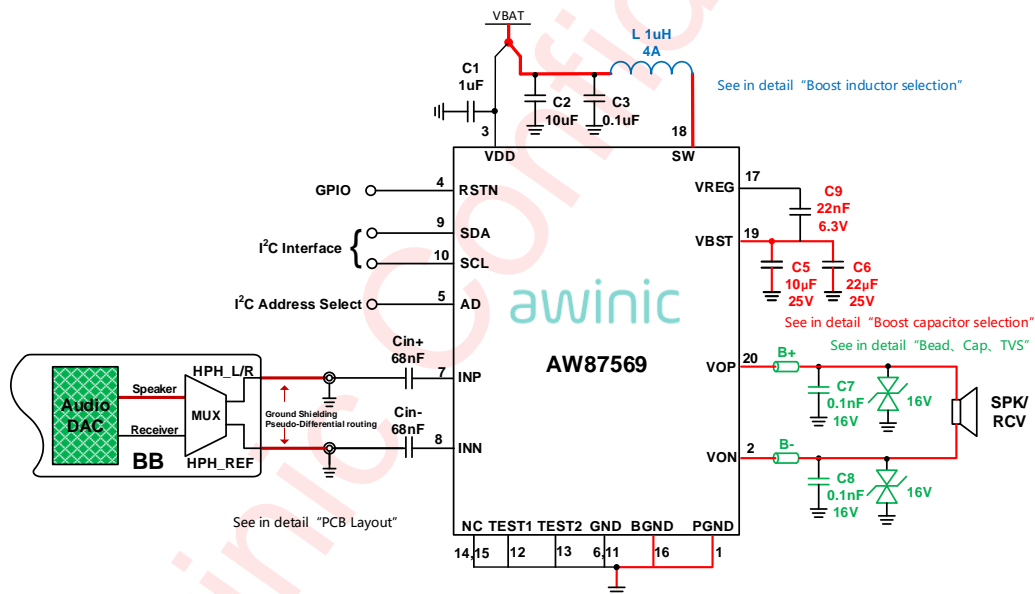 VBAT
L 1uH
4A
See in detail “Boost inductor selection”
C1
1uF
C2
10uF
C3
0.1uF
3
18
VDD
SW
GPIO
4
RSTN
VREG
17
C9
22nF
6.3V
9
SDA
I²C Interface {
10
SCL
VBST
19
C5
10μF
25V
C6
22μF
25V
I²C Address Select
5
AD
awinic
See in detail “Boost capacitor selection”
See in detail “Bead、Cap、TVS”
AW87569
Cin+
68nF
7
INP
VOP
20
B+
C7
0.1nF
16V
16V
SPK/
RCV
HPH_L/R
Speaker
Audio
DAC
MUX
Receiver
BB
HPH_REF
Ground Shielding
Pseudo-Differential routing
Cin-
68nF
8
INN
VON
2
B-
C8
0.1nF
16V
16V
See in detail “PCB Layout”
NC TEST1 TEST2 GND BGND PGND
14,15 12 13 6,11 16 1
inic Confid